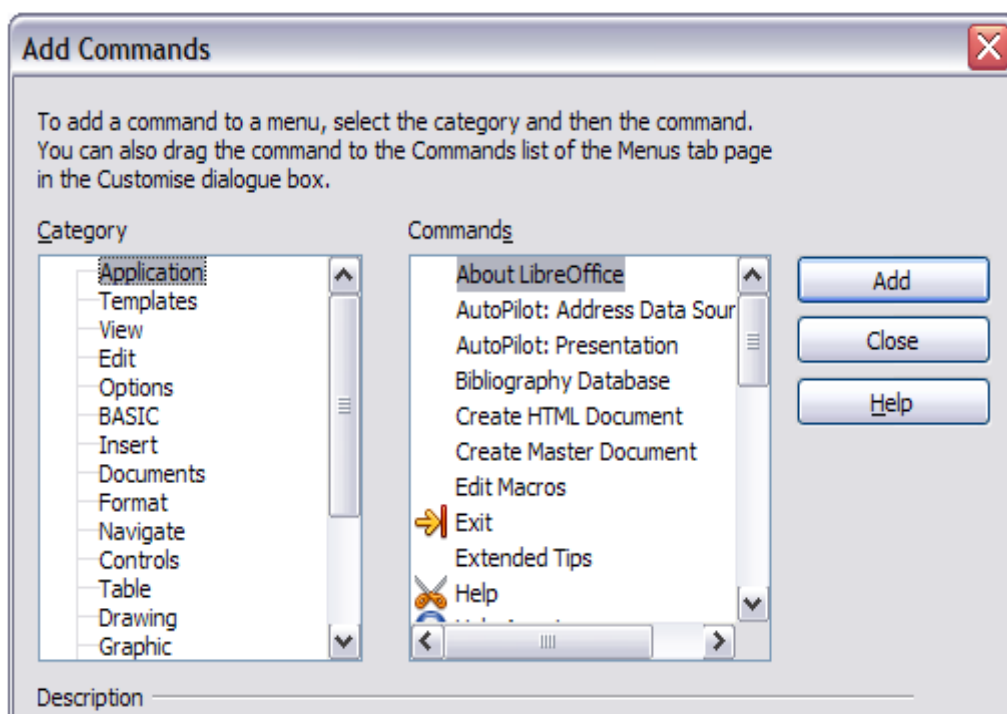 Add Commands
To add a command to a menu, select the category and then the command.
You can also drag the command to the Commands list of the Menus tab page
in the Customise dialogue box.
Category
Commands
Application
Templates
View
Edit
Options
BASIC
Insert
Documents
Format
Navigate
Controls
Table
Drawing
Graphic
About LibreOffice
AutoPilot: Address Data Sour
AutoPilot: Presentation
Bibliography Database
Create HTML Document
Create Master Document
Edit Macros
Exit
Extended Tips
Help
Add
Close
Help
Description